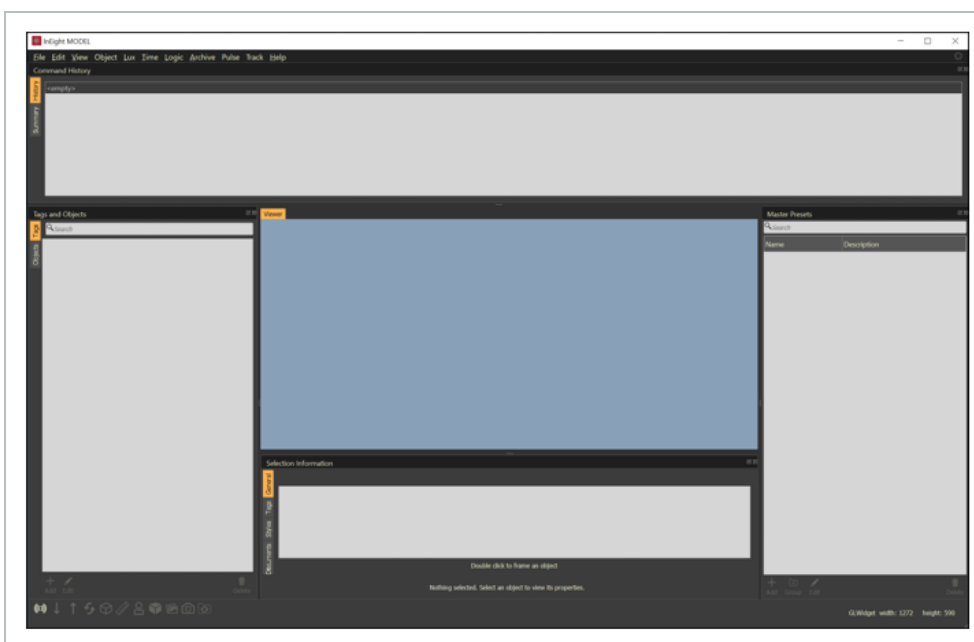 InEight MODEL
File Edit View Object Lux Time Logic Archive Pulse Track Help
Command History
History
<empty>
Summary
Tags and Objects
Viewer
Master Presets
Tags
Search
Search
Objects
Name Description
Selection Information
General
Tags
Styles
Documents
Double click to frame an object
Nothing selected. Select an object to view its properties.
Add Edit Delete
Add Group Edit Delete
GLWidget width: 1272 height: 590